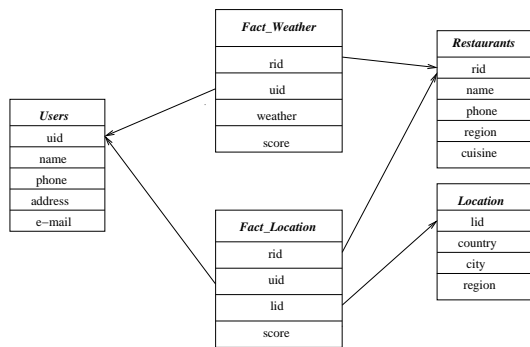 Users
uid
name
phone
address
e-mail
Fact_Weather
rid
uid
weather
score
Fact_Location
rid
uid
lid
score
Restaurants
rid
name
phone
region
cuisine
Location
lid
country
city
region